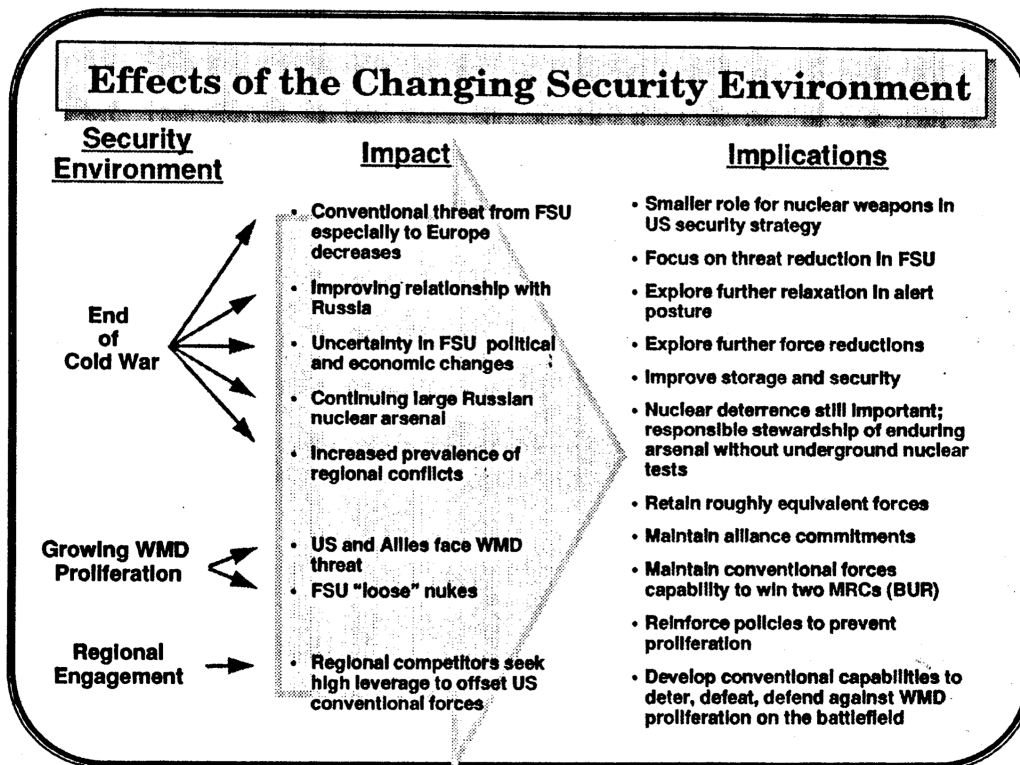 Effects of the Changing Security Environment
Security
Environment
End
of
Cold War
Growing WMD
Proliferation
Regional
Engagement
Impact
• Conventional threat from FSU
especially to Europe
decreases
• Improving relationship with
Russia
• Uncertainty in FSU political
and economic changes
• Continuing large Russian
nuclear arsenal
• Increased prevalence of
regional conflicts
• US and Allies face WMD
threat
• FSU "loose" nukes
• Regional competitors seek
high leverage to offset US
conventional forces
Implications
• Smaller role for nuclear weapons in
US security strategy
• Focus on threat reduction in FSU
• Explore further relaxation in alert
posture
• Explore further force reductions
• Improve storage and security
• Nuclear deterrence still important;
responsible stewardship of enduring
arsenal without underground nuclear
tests
• Retain roughly equivalent forces
• Maintain alliance commitments
• Maintain conventional forces
capability to win two MRCs (BUR)
• Reinforce policies to prevent
proliferation
• Develop conventional capabilities to
deter, defeat, defend against WMD
proliferation on the battlefield